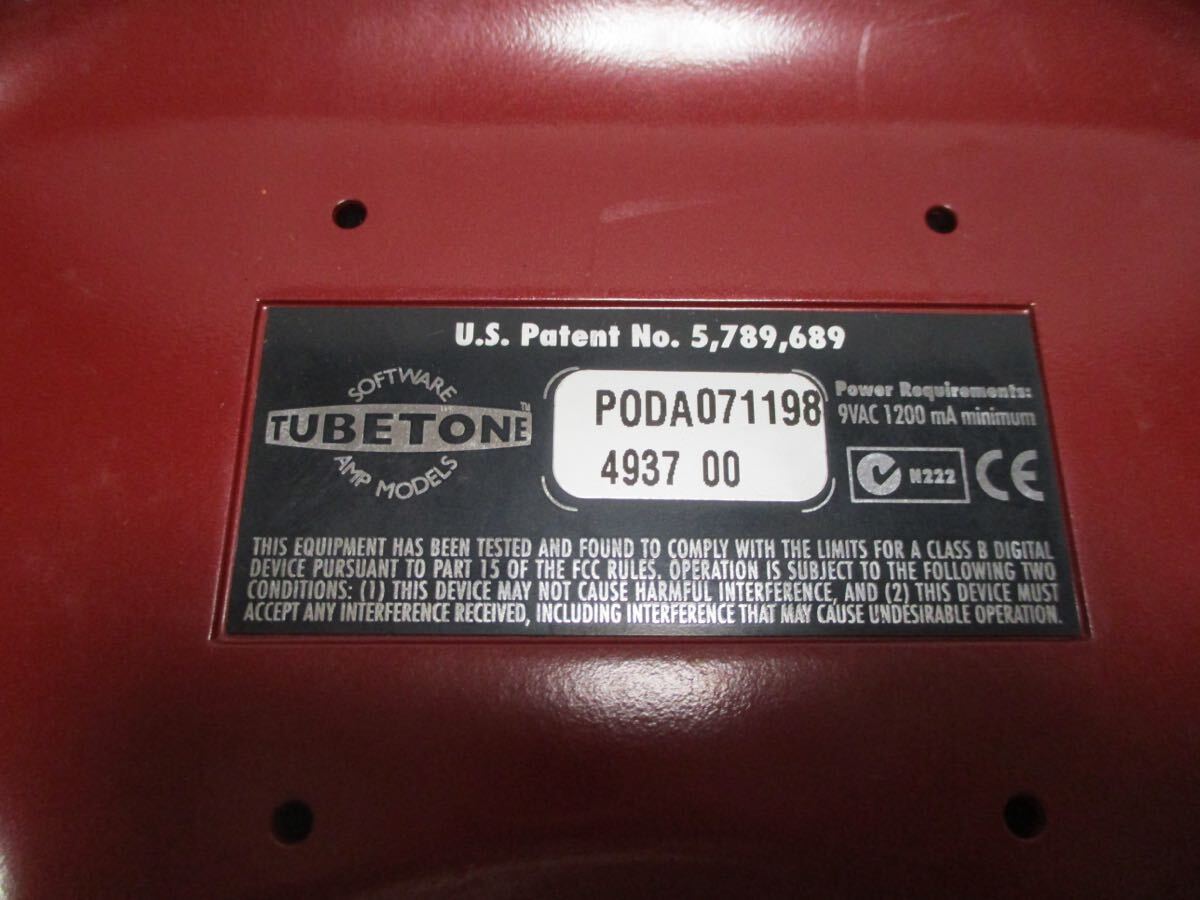 U.S. Patent No. 5,789,689
SOFTWARE
TUBETONE™
AMP MODELS
PODA071198
4937 00
Power Requirements:
9VAC 1200 mA minimum
N222
CE
THIS EQUIPMENT HAS BEEN TESTED AND FOUND TO COMPLY WITH THE LIMITS FOR A CLASS B DIGITAL
DEVICE PURSUANT TO PART 15 OF THE FCC RULES. OPERATION IS SUBJECT TO THE FOLLOWING TWO
CONDITIONS: (1) THIS DEVICE MAY NOT CAUSE HARMFUL INTERFERENCE, AND (2) THIS DEVICE MUST
ACCEPT ANY INTERFERENCE RECEIVED, INCLUDING INTERFERENCE THAT MAY CAUSE UNDESIRABLE OPERATION.